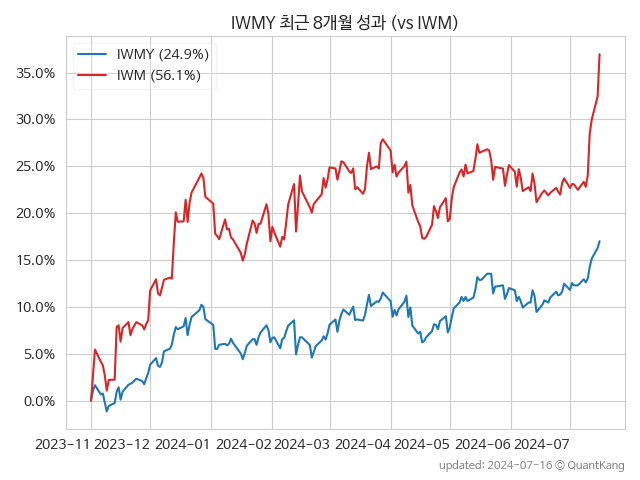 IWMY 최근 8개월 성과 (vs IWM)
IWMY (24.9%)
IWM (56.1%)
35.0%
30.0%
25.0%
20.0%
15.0%
10.0%
5.0%
0.0%
2023-11 2023-12 2024-01 2024-02 2024-03 2024-04 2024-05 2024-06 2024-07
updated: 2024-07-16 © QuantKang